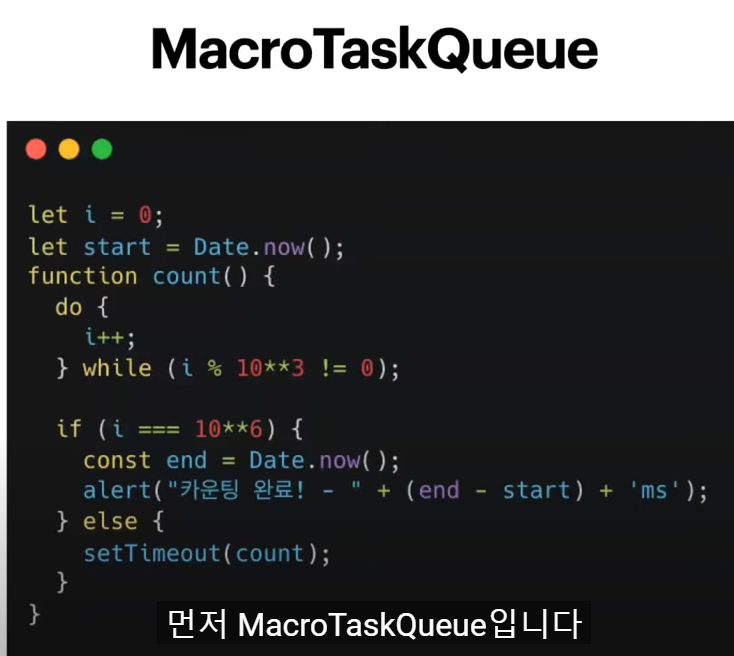 MacroTaskQueue
let i = 0;
let start = Date.now();
function count() {
  do {
    i++;
  } while (i % 10**3 != 0);
  if (i === 10**6) {
    const end = Date.now();
    alert("카운팅 완료! - " + (end - start) + 'ms');
  } else {
    setTimeout(count);
  }
}
먼저 MacroTaskQueue입니다